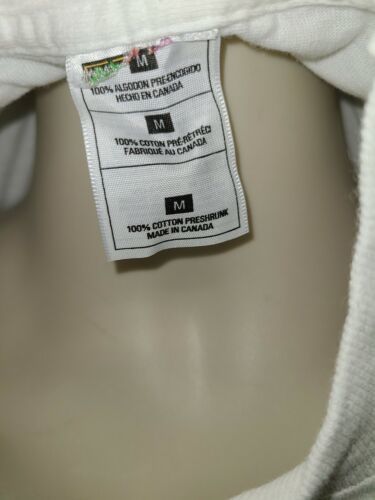 M
100% ALGODON PRE-ENCOGIDO
HECHO EN CANADA
M
100% COTON PRÉ-RÉTRÉCI
FABRIQUÉ AU CANADA
M
100% COTTON PRESHRUNK
MADE IN CANADA